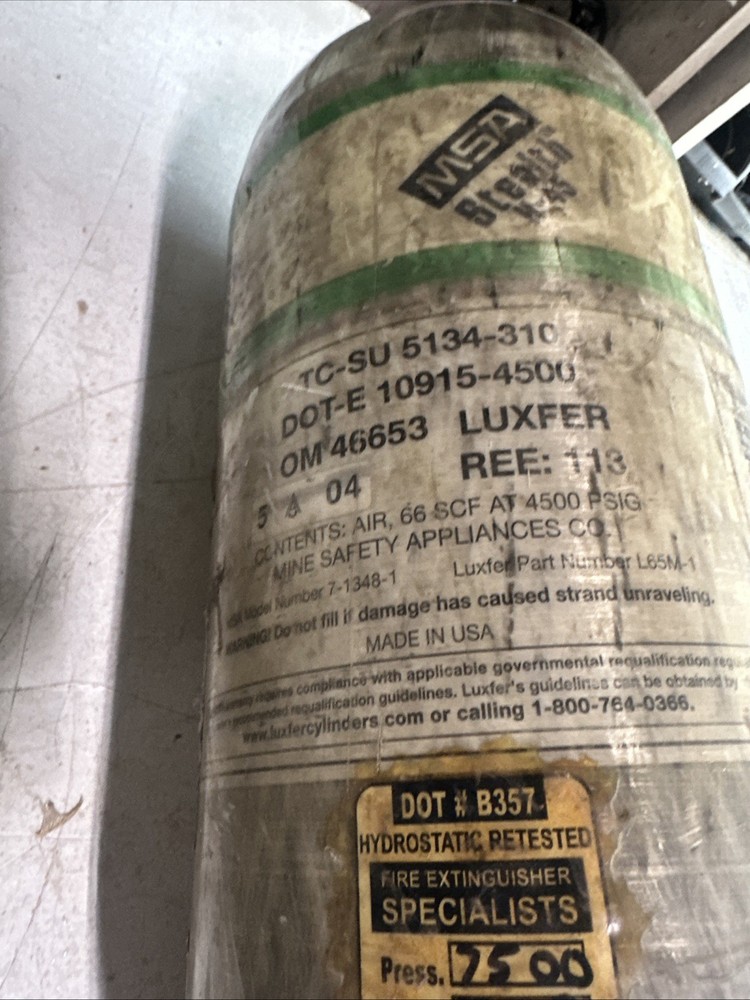 MSA
Stealth
H-45
TC-SU 5134-310
DOT-E 10915-4500
OM 46653 LUXFER
5 04 REE: 113
CONTENTS: AIR, 66 SCF AT 4500 PSIG
MINE SAFETY APPLIANCES CO.
MSA Model Number 7-1348-1 Luxfer Part Number L65M-1
WARNING! Do not fill if damage has caused strand unraveling.
MADE IN USA
requires compliance with applicable governmental requalification
requalification guidelines. Luxfer's guidelines can be obtained by
www.luxfercylinders.com or calling 1-800-764-0366.
DOT # B357
HYDROSTATIC RETESTED
FIRE EXTINGUISHER
SPECIALISTS
Press. 7500